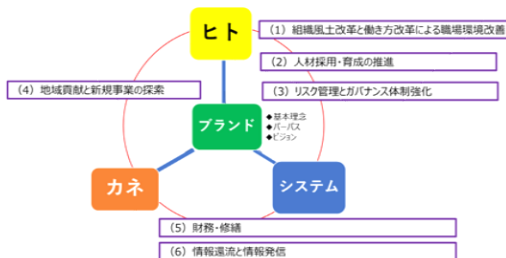 ヒト
(1) 組織風土改革と働き方改革による職場環境改善
(2) 人材採用・育成の推進
(3) リスク管理とガバナンス体制強化
(4) 地域貢献と新規事業の探索
ブランド
◆基本理念
◆パーパス
◆ビジョン
カネ
システム
(5) 財務・修繕
(6) 情報還流と情報発信